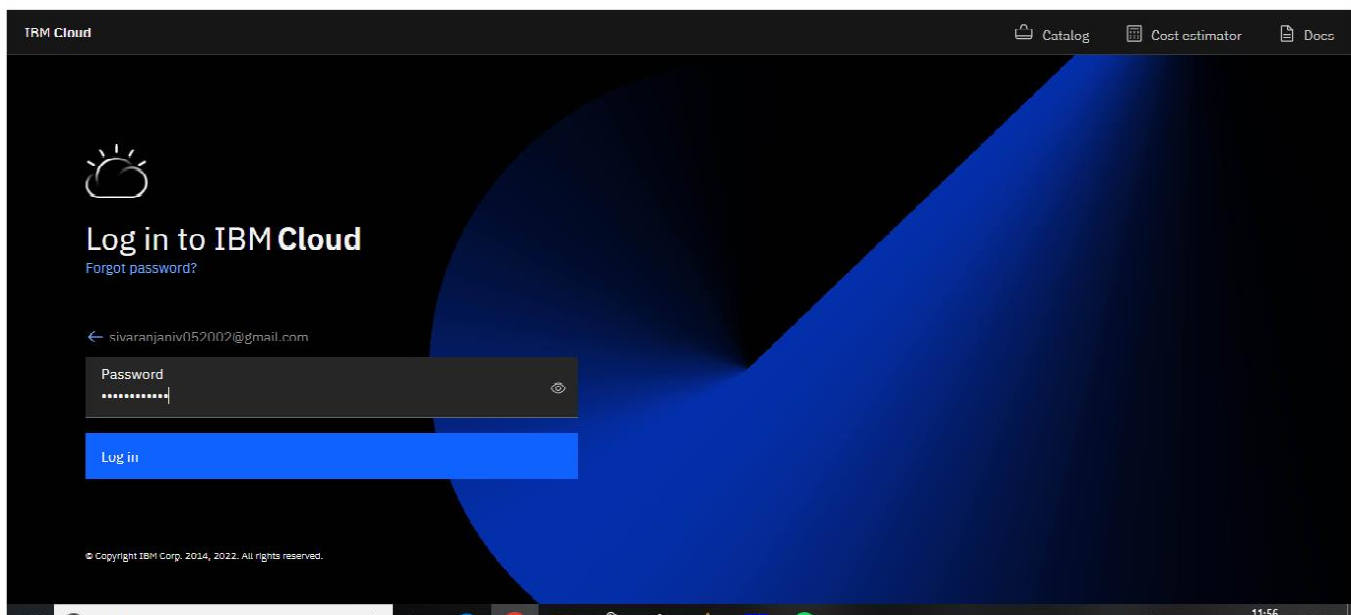 IBM Cloud
Catalog
Cost estimator
Docs
Log in to IBM Cloud
Forgot password?
← sivaranjaniv052002@gmail.com
Password
••••••••••••
Log in
© Copyright IBM Corp. 2014, 2022. All rights reserved.
11:56